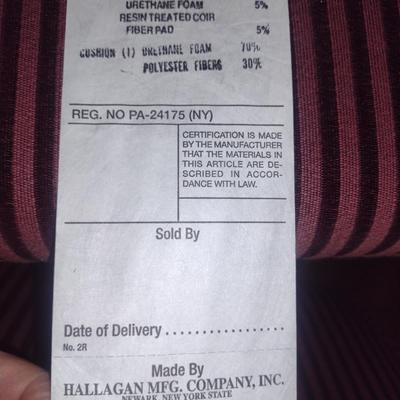 URETHANE FOAM 5%
RESIN TREATED COIR
FIBER PAD 5%
CUSHION (1) URETHANE FOAM 70%
POLYESTER FIBERS 30%
REG. NO PA-24175 (NY)
CERTIFICATION IS MADE
BY THE MANUFACTURER
THAT THE MATERIALS IN
THIS ARTICLE ARE DE-
SCRIBED IN ACCOR-
DANCE WITH LAW.
Sold By
Date of Delivery . . . . . . . . . . . . . . . . .
No. 2R
Made By
HALLAGAN MFG. COMPANY, INC.
NEWARK, NEW YORK STATE